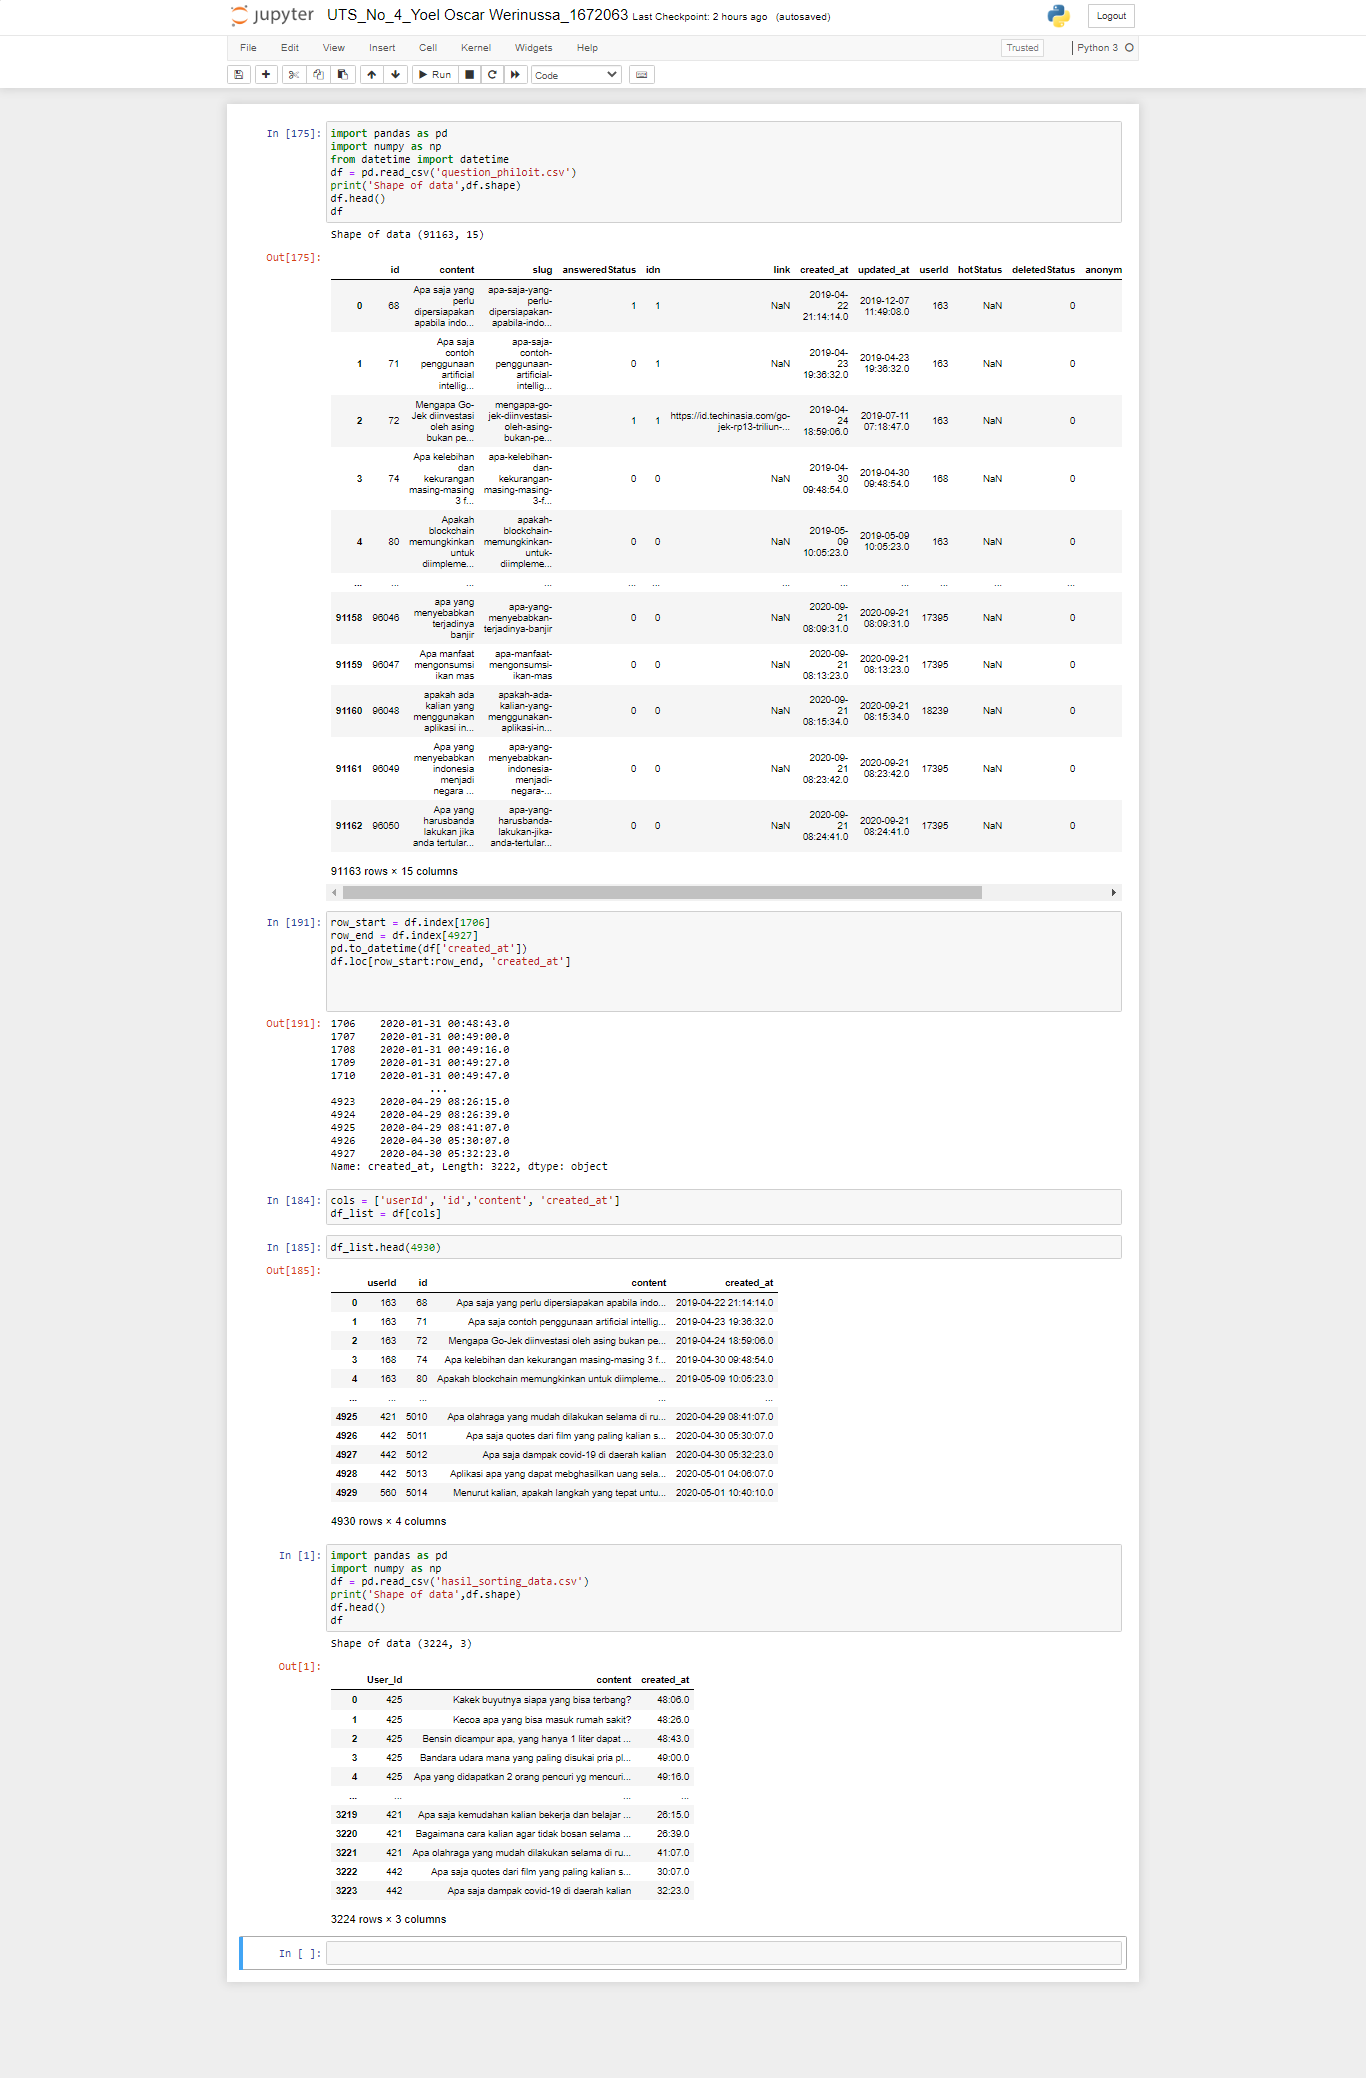 jupyter UTS_No_4_Yoel Oscar Werinussa_1672063 Last Checkpoint: 2 hours ago (autosaved)
Logout
File Edit View Insert Cell Kernel Widgets Help
Trusted
Python 3
Run
Code
In [175]:
import pandas as pd
import numpy as np
from datetime import datetime
df = pd.read_csv('question_philoit.csv')
print('Shape of data',df.shape)
df.head()
df
Shape of data (91163, 15)
Out[175]:
id content slug answeredStatus idn link created_at updated_at userId hotStatus deletedStatus anonym
0 68 Apa saja yang perlu dipersiapakan apabila indo... apa-saja-yang-perlu-dipersiapakan-apabila-indo... 1 1 NaN 2019-04-22 21:14:14.0 2019-12-07 11:49:08.0 163 NaN 0
1 71 Apa saja contoh penggunaan artificial intellig... apa-saja-contoh-penggunaan-artificial-intellig... 0 1 NaN 2019-04-23 19:36:32.0 2019-04-23 19:36:32.0 163 NaN 0
2 72 Mengapa Go-Jek diinvestasi oleh asing bukan pe... mengapa-go-jek-diinvestasi-oleh-asing-bukan-pe... 1 1 https://id.techinasia.com/go-jek-rp13-triliun-... 2019-04-24 18:59:06.0 2019-07-11 07:18:47.0 163 NaN 0
3 74 Apa kelebihan dan kekurangan masing-masing 3 f... apa-kelebihan-dan-kekurangan-masing-masing-3-f... 0 0 NaN 2019-04-30 09:48:54.0 2019-04-30 09:48:54.0 168 NaN 0
4 80 Apakah blockchain memungkinkan untuk diimpleme... apakah-blockchain-memungkinkan-untuk-diimpleme... 0 0 NaN 2019-05-09 10:05:23.0 2019-05-09 10:05:23.0 163 NaN 0
... ... ... ... ... ... ... ... ... ... ... ...
91158 96046 apa yang menyebabkan terjadinya banjir apa-yang-menyebabkan-terjadinya-banjir 0 0 NaN 2020-09-21 08:09:31.0 2020-09-21 08:09:31.0 17395 NaN 0
91159 96047 Apa manfaat mengonsumsi ikan mas apa-manfaat-mengonsumsi-ikan-mas 0 0 NaN 2020-09-21 08:13:23.0 2020-09-21 08:13:23.0 17395 NaN 0
91160 96048 apakah ada kalian yang menggunakan aplikasi in... apakah-ada-kalian-yang-menggunakan-aplikasi-in... 0 0 NaN 2020-09-21 08:15:34.0 2020-09-21 08:15:34.0 18239 NaN 0
91161 96049 Apa yang menyebabkan indonesia menjadi negara ... apa-yang-menyebabkan-indonesia-menjadi-negara-... 0 0 NaN 2020-09-21 08:23:42.0 2020-09-21 08:23:42.0 17395 NaN 0
91162 96050 Apa yang harusbanda lakukan jika anda tertular... apa-yang-harusbanda-lakukan-jika-anda-tertular... 0 0 NaN 2020-09-21 08:24:41.0 2020-09-21 08:24:41.0 17395 NaN 0
91163 rows × 15 columns
In [191]:
row_start = df.index[1706]
row_end = df.index[4927]
pd.to_datetime(df['created_at'])
df.loc[row_start:row_end, 'created_at']
Out[191]:
1706 2020-01-31 00:48:43.0
1707 2020-01-31 00:49:00.0
1708 2020-01-31 00:49:16.0
1709 2020-01-31 00:49:27.0
1710 2020-01-31 00:49:47.0
...
4923 2020-04-29 08:26:15.0
4924 2020-04-29 08:26:39.0
4925 2020-04-29 08:41:07.0
4926 2020-04-30 05:30:07.0
4927 2020-04-30 05:32:23.0
Name: created_at, Length: 3222, dtype: object
In [184]:
cols = ['userId', 'id','content', 'created_at']
df_list = df[cols]
In [185]:
df_list.head(4930)
Out[185]:
userId id content created_at
0 163 68 Apa saja yang perlu dipersiapakan apabila indo... 2019-04-22 21:14:14.0
1 163 71 Apa saja contoh penggunaan artificial intellig... 2019-04-23 19:36:32.0
2 163 72 Mengapa Go-Jek diinvestasi oleh asing bukan pe... 2019-04-24 18:59:06.0
3 168 74 Apa kelebihan dan kekurangan masing-masing 3 f... 2019-04-30 09:48:54.0
4 163 80 Apakah blockchain memungkinkan untuk diimpleme... 2019-05-09 10:05:23.0
... ... ... ... ...
4925 421 5010 Apa olahraga yang mudah dilakukan selama di ru... 2020-04-29 08:41:07.0
4926 442 5011 Apa saja quotes dari film yang paling kalian s... 2020-04-30 05:30:07.0
4927 442 5012 Apa saja dampak covid-19 di daerah kalian 2020-04-30 05:32:23.0
4928 442 5013 Aplikasi apa yang dapat mebghasilkan uang sela... 2020-05-01 04:06:07.0
4929 560 5014 Menurut kalian, apakah langkah yang tepat untu... 2020-05-01 10:40:10.0
4930 rows × 4 columns
In [1]:
import pandas as pd
import numpy as np
df = pd.read_csv('hasil_sorting_data.csv')
print('Shape of data',df.shape)
df.head()
df
Shape of data (3224, 3)
Out[1]:
User_Id content created_at
0 425 Kakek buyutnya siapa yang bisa terbang? 48:06.0
1 425 Kecoa apa yang bisa masuk rumah sakit? 48:26.0
2 425 Bensin dicampur apa, yang hanya 1 liter dapat ... 48:43.0
3 425 Bandara udara mana yang paling disukai pria pl... 49:00.0
4 425 Apa yang didapatkan 2 orang pencuri yg mencuri... 49:16.0
... ... ... ...
3219 421 Apa saja kemudahan kalian bekerja dan belajar ... 26:15.0
3220 421 Bagaimana cara kalian agar tidak bosan selama ... 26:39.0
3221 421 Apa olahraga yang mudah dilakukan selama di ru... 41:07.0
3222 442 Apa saja quotes dari film yang paling kalian s... 30:07.0
3223 442 Apa saja dampak covid-19 di daerah kalian 32:23.0
3224 rows × 3 columns
In [ ]: